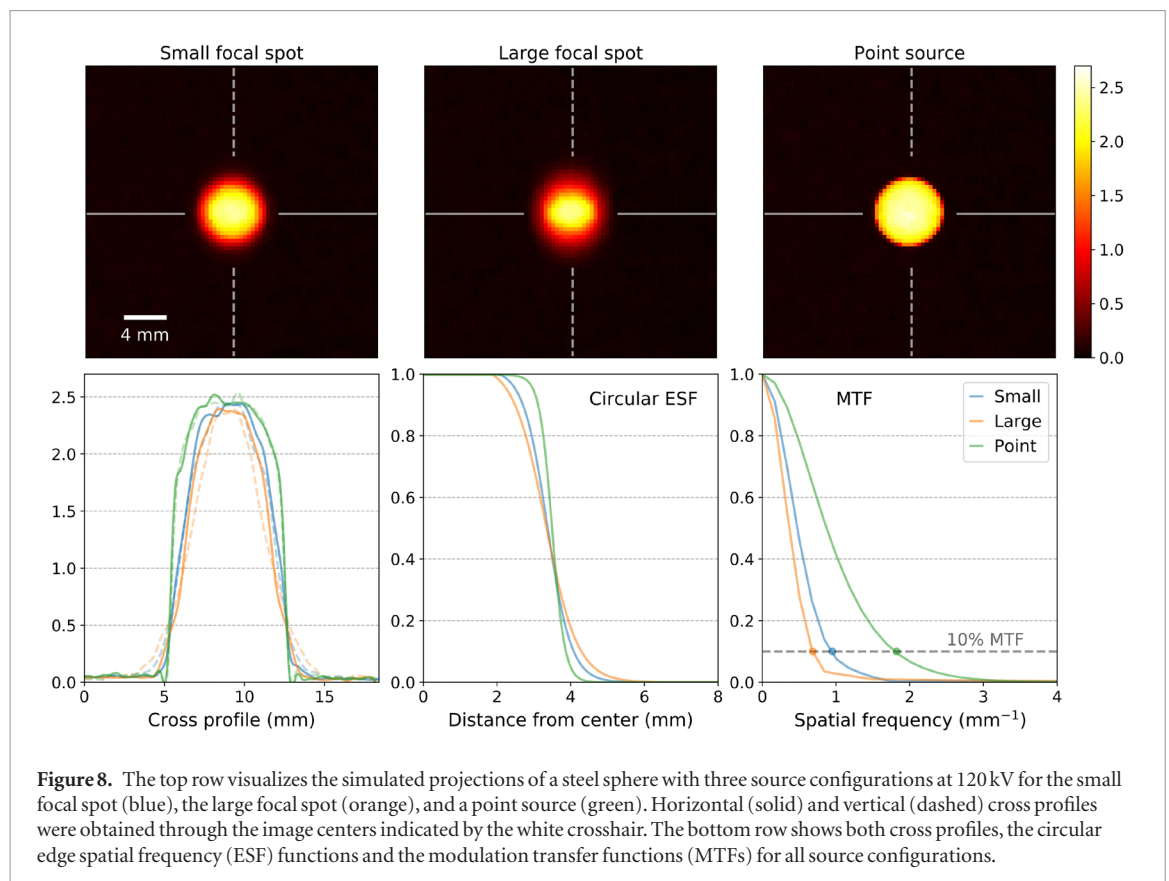 Small focal spot
Large focal spot
Point source
4 mm
2.5
2.0
1.5
1.0
0.5
0.0
2.5
2.0
1.5
1.0
0.5
0.0
0
5
10
15
Cross profile (mm)
1.0
0.8
0.6
0.4
0.2
0.0
0
2
4
6
8
Circular ESF
Distance from center (mm)
1.0
0.8
0.6
0.4
0.2
0.0
0
1
2
3
4
MTF
Small
Large
Point
10% MTF
Spatial frequency (mm⁻¹)
Figure 8. The top row visualizes the simulated projections of a steel sphere with three source configurations at 120 kV for the small
focal spot (blue), the large focal spot (orange), and a point source (green). Horizontal (solid) and vertical (dashed) cross profiles
were obtained through the image centers indicated by the white crosshair. The bottom row shows both cross profiles, the circular
edge spatial frequency (ESF) functions and the modulation transfer functions (MTFs) for all source configurations.